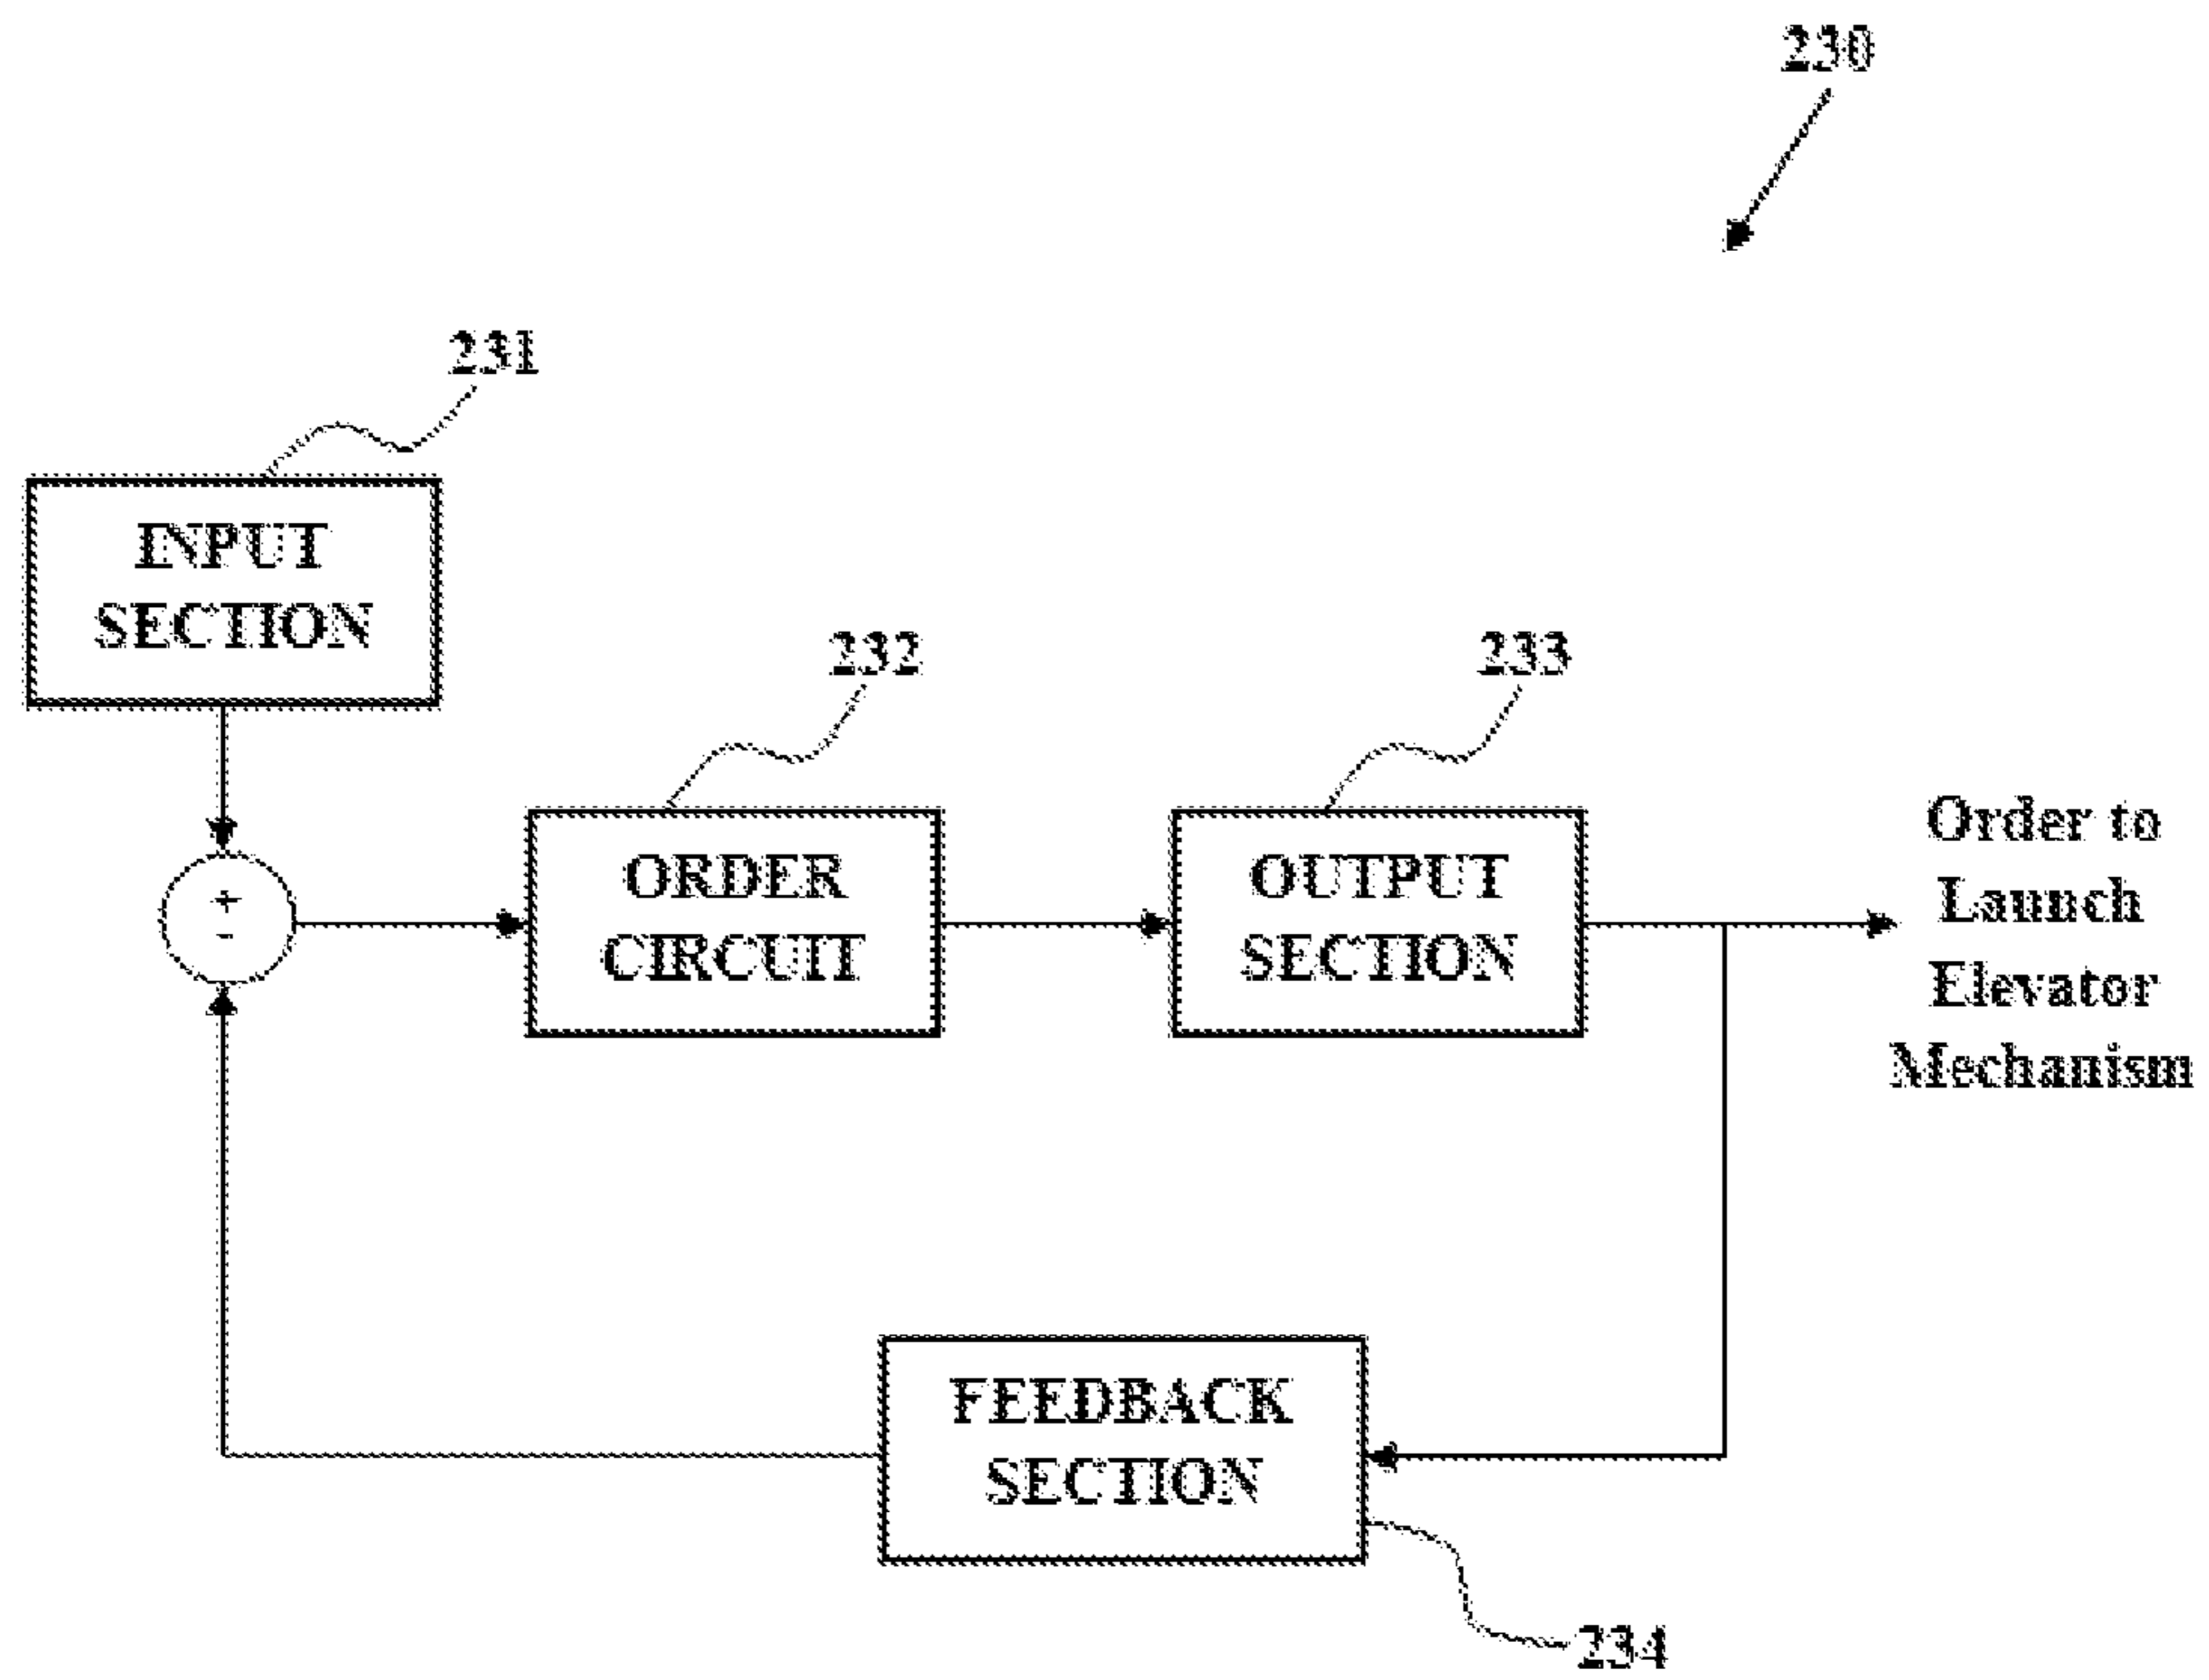 230
231
INPUT
SECTION
232
233
+
-
ORDER
CIRCUIT
OUTPUT
SECTION
Order to
Launch
Elevator
Mechanism
FEEDBACK
SECTION
234